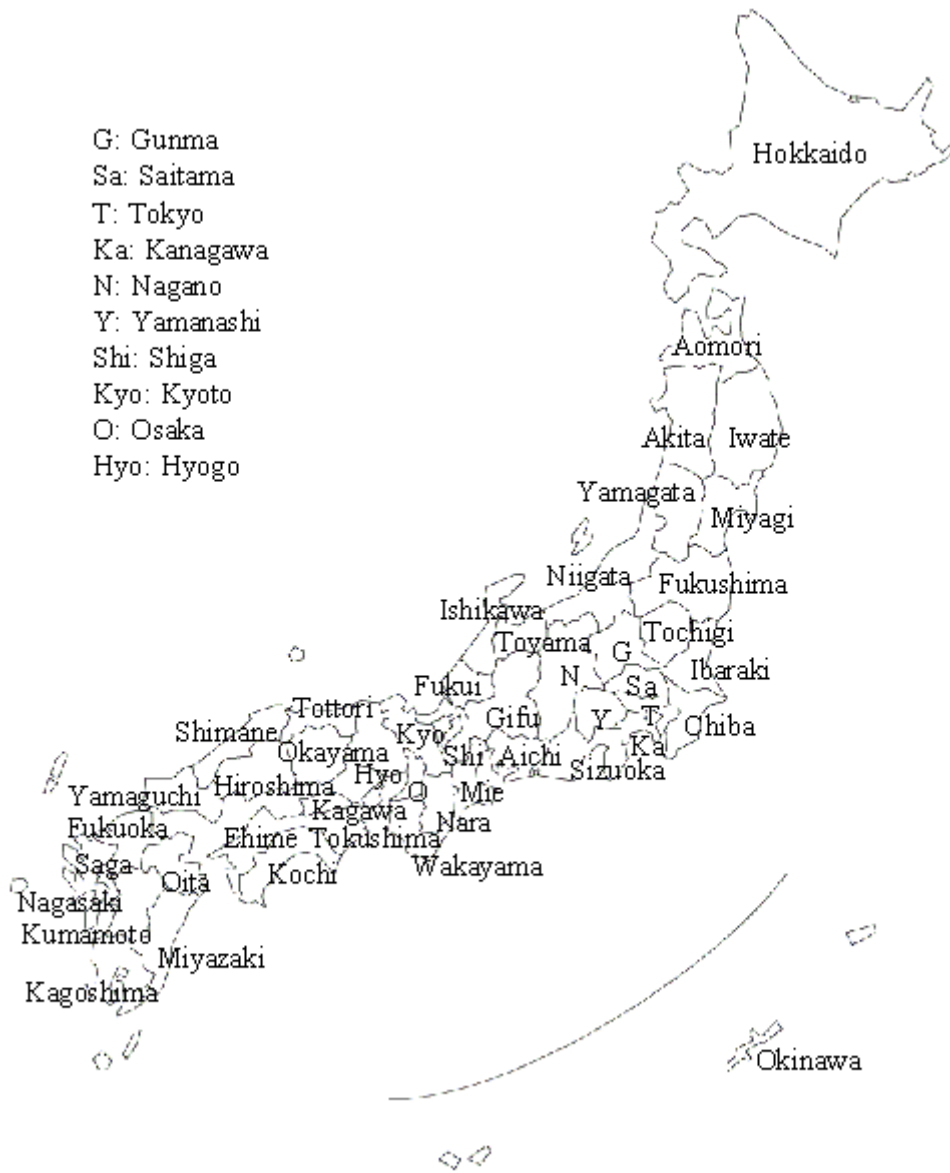 G: Gunma
Sa: Saitama
T: Tokyo
Ka: Kanagawa
N: Nagano
Y: Yamanashi
Shi: Shiga
Kyo: Kyoto
O: Osaka
Hyo: Hyogo
Hokkaido
Aomori
Akita
Iwate
Yamagata
Miyagi
Niigata
Fukushima
Ishikawa
Toyama
G
Tochigi
N
Ibaraki
Fukui
Sa
Tottori
Gifu
Y
T
Chiba
Shimane
Kyo
Okayama
Shi
Aichi
Ka
Sizuoka
Hyo
Hiroshima
O
Mie
Yamaguchi
Kagawa
Nara
Fukuoka
Ehime
Tokushima
Saga
Oita
Kochi
Wakayama
Nagasaki
Kumamoto
Miyazaki
Kagoshima
Okinawa